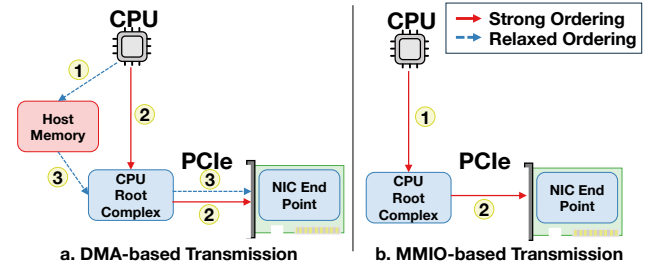 CPU
1
2
Host
Memory
3
CPU
Root
Complex
PCIe
3
2
NIC End
Point
a. DMA-based Transmission
CPU
Strong Ordering
Relaxed Ordering
1
CPU
Root
Complex
PCIe
2
NIC End
Point
b. MMIO-based Transmission